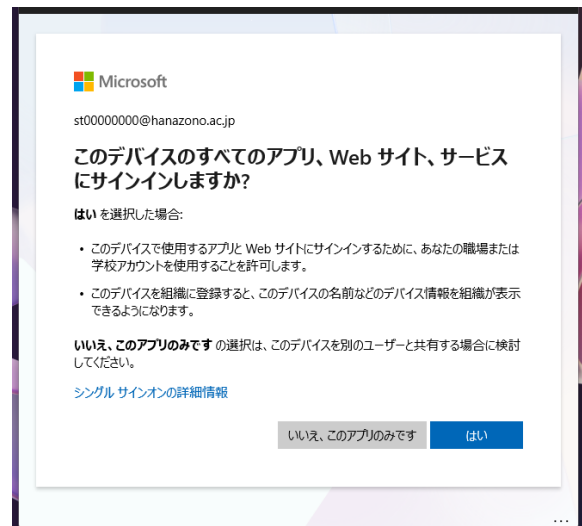 Microsoft
st00000000@hanazono.ac.jp
このデバイスのすべてのアプリ、Web サイト、サービス
にサインインしますか?
はい を選択した場合:
• このデバイスで使用するアプリと Web サイトにサインインするために、あなたの職場または
学校アカウントを使用することを許可します。
• このデバイスを組織に登録すると、このデバイスの名前などのデバイス情報を組織が表示
できるようになります。
いいえ、このアプリのみです の選択は、このデバイスを別のユーザーと共有する場合に検討
してください。
シングル サインオンの詳細情報
いいえ、このアプリのみです はい
...